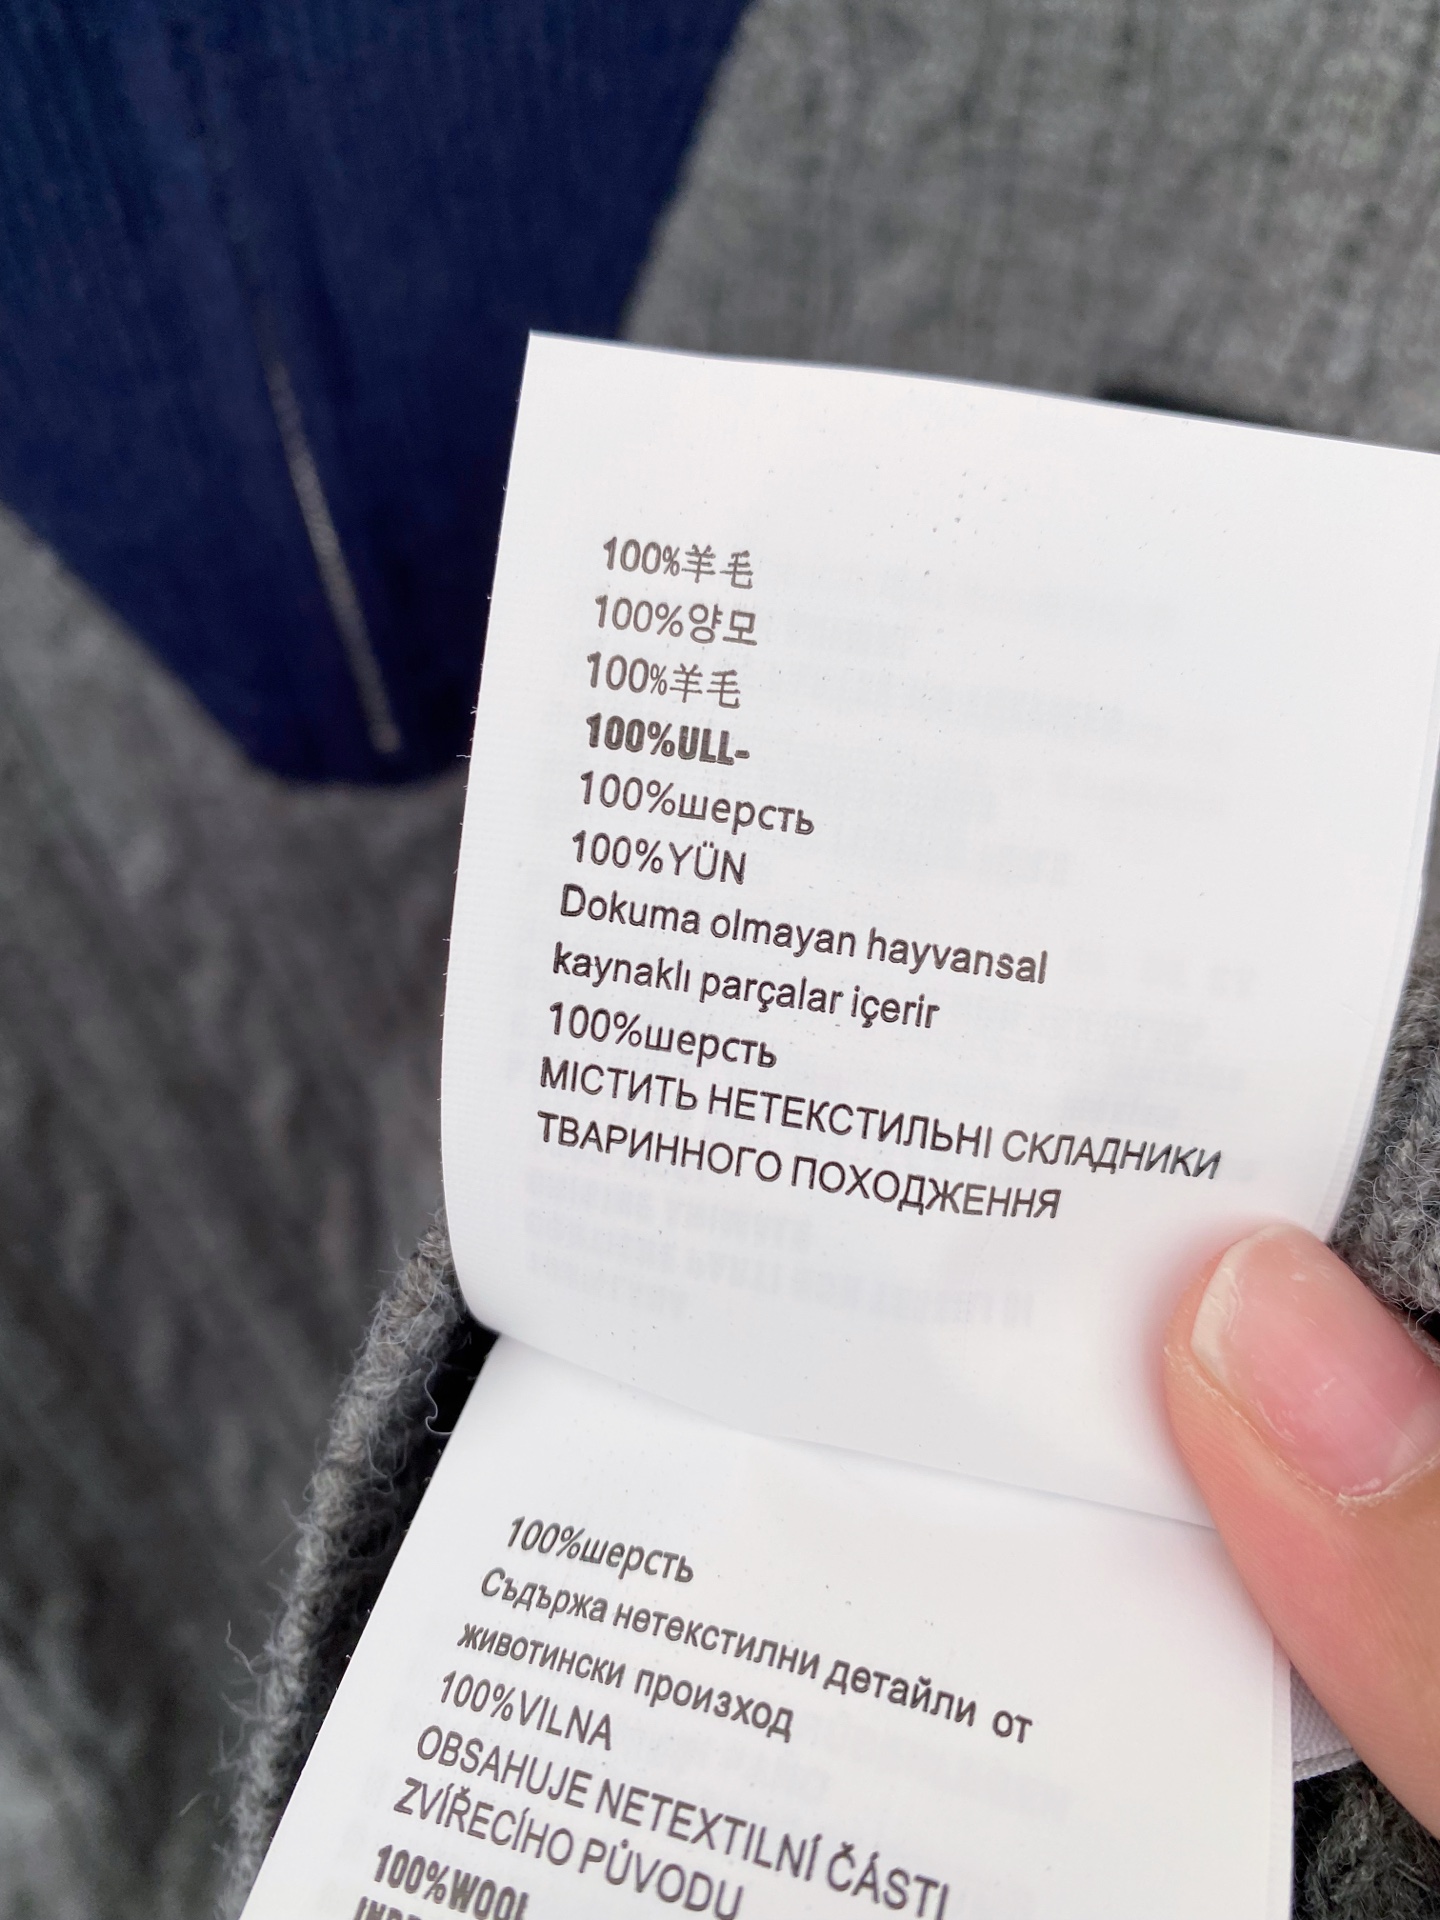 100%羊毛
100%양모
100%羊毛
100%ULL-
100%шерсть
100%YÜN
Dokuma olmayan hayvansal
kaynaklı parçalar içerir
100%шерсть
МІСТИТЬ НЕТЕКСТИЛЬНІ СКЛАДНИКИ
ТВАРИННОГО ПОХОДЖЕННЯ
100%шерсть
Съдържа нетекстилни детайли от
животински произход
100%VILNA
OBSAHUJE NETEXTILNÍ ČÁSTI
ZVÍŘECÍHO PŮVODU
100%WOOL